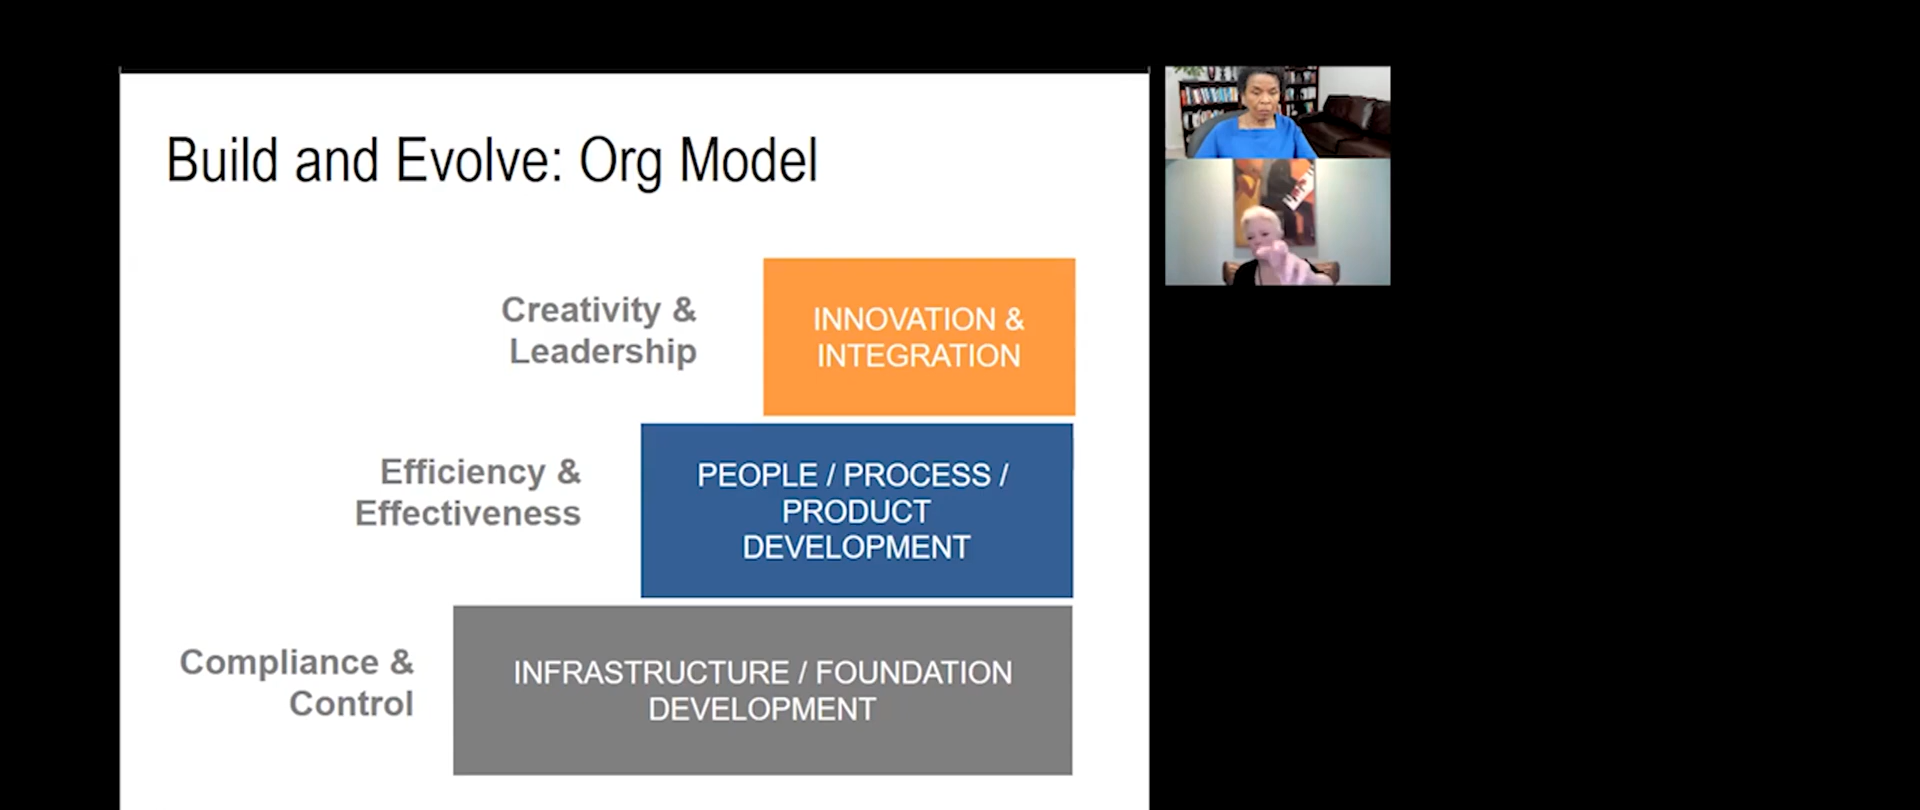 Build and Evolve: Org Model
Creativity &
Leadership
INNOVATION &
INTEGRATION
Efficiency &
Effectiveness
PEOPLE / PROCESS /
PRODUCT
DEVELOPMENT
Compliance &
Control
INFRASTRUCTURE / FOUNDATION
DEVELOPMENT